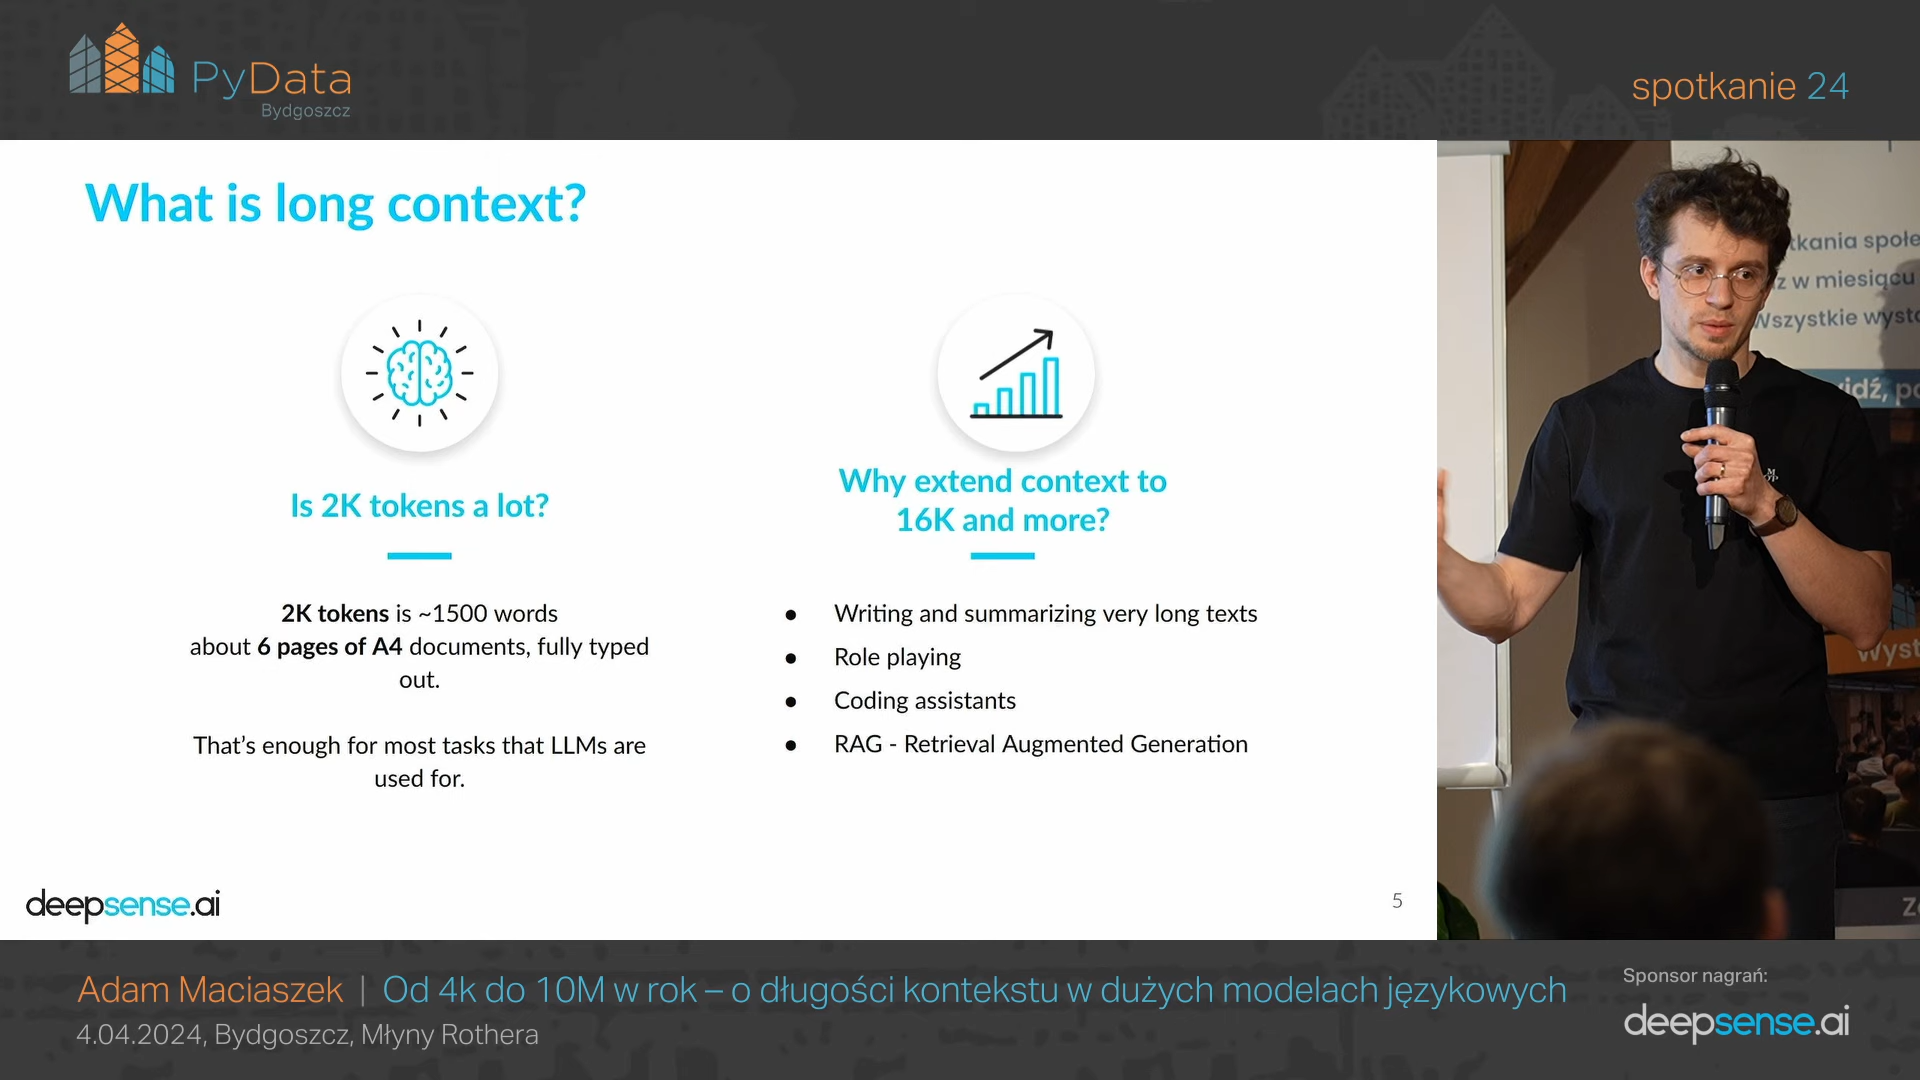 PyData
Bydgoszcz
spotkanie 24
What is long context?
Is 2K tokens a lot?
2K tokens is ~1500 words
about 6 pages of A4 documents, fully typed
out.
That’s enough for most tasks that LLMs are
used for.
Why extend context to
16K and more?
● Writing and summarizing very long texts
● Role playing
● Coding assistants
● RAG - Retrieval Augmented Generation
deepsense.ai
5
w miesiącu
Wszystkie
Adam Maciaszek | Od 4k do 10M w rok – o długości kontekstu w dużych modelach językowych
4.04.2024, Bydgoszcz, Młyny Rothera
Sponsor nagrań:
deepsense.ai